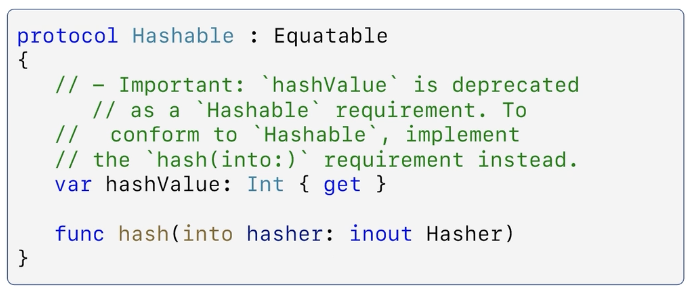 protocol Hashable : Equatable
{
// – Important: `hashValue` is deprecated
// as a `Hashable` requirement. To
// conform to `Hashable`, implement
// the `hash(into:)` requirement instead.
var hashValue: Int { get }
func hash(into hasher: inout Hasher)
}